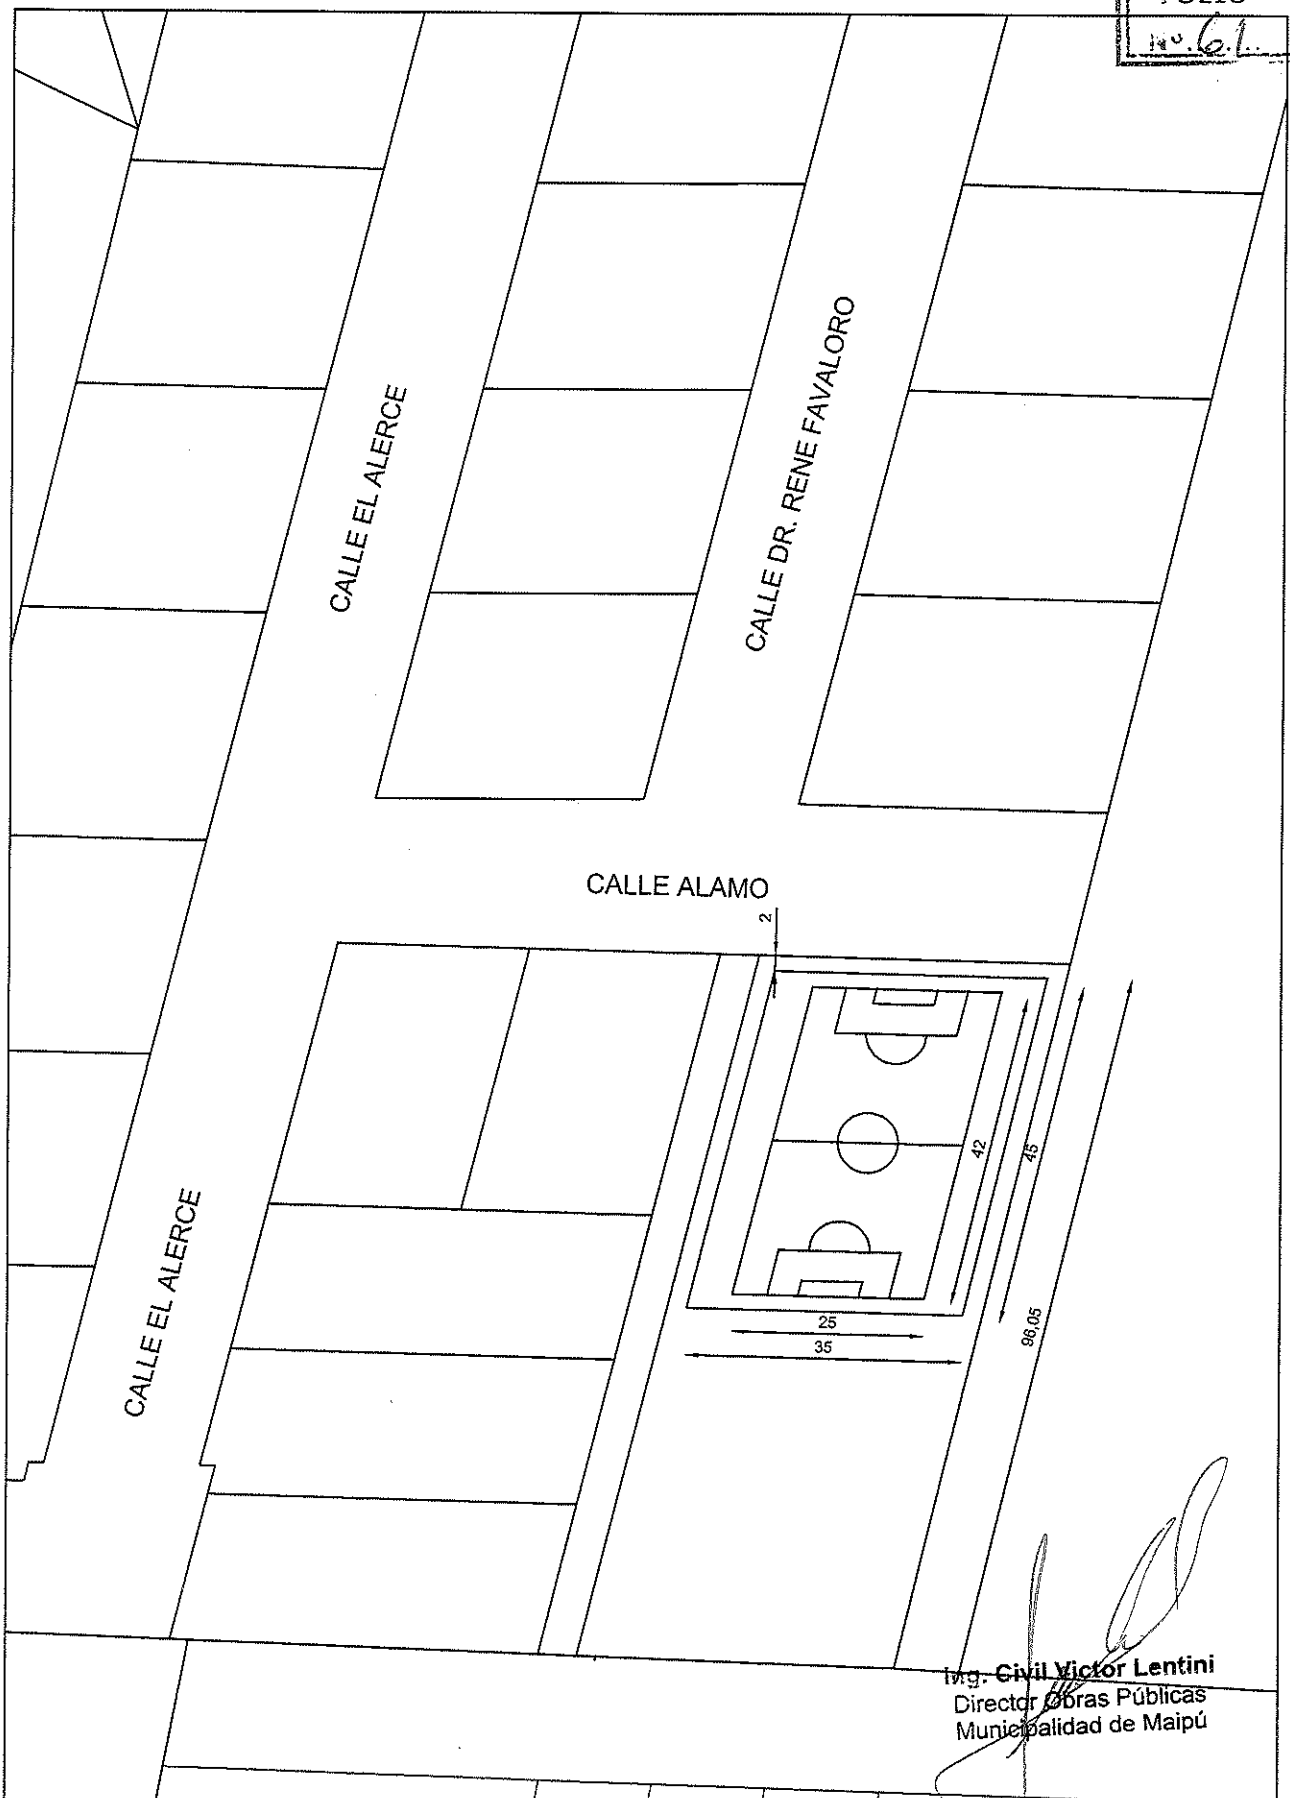 Nº. 61
CALLE EL ALERCE
CALLE DR. RENE FAVALORO
CALLE ALAMO
2
42
45
CALLE EL ALERCE
25
35
96,05
Ing. Civil Victor Lentini
Director Obras Públicas
Municipalidad de Maipú